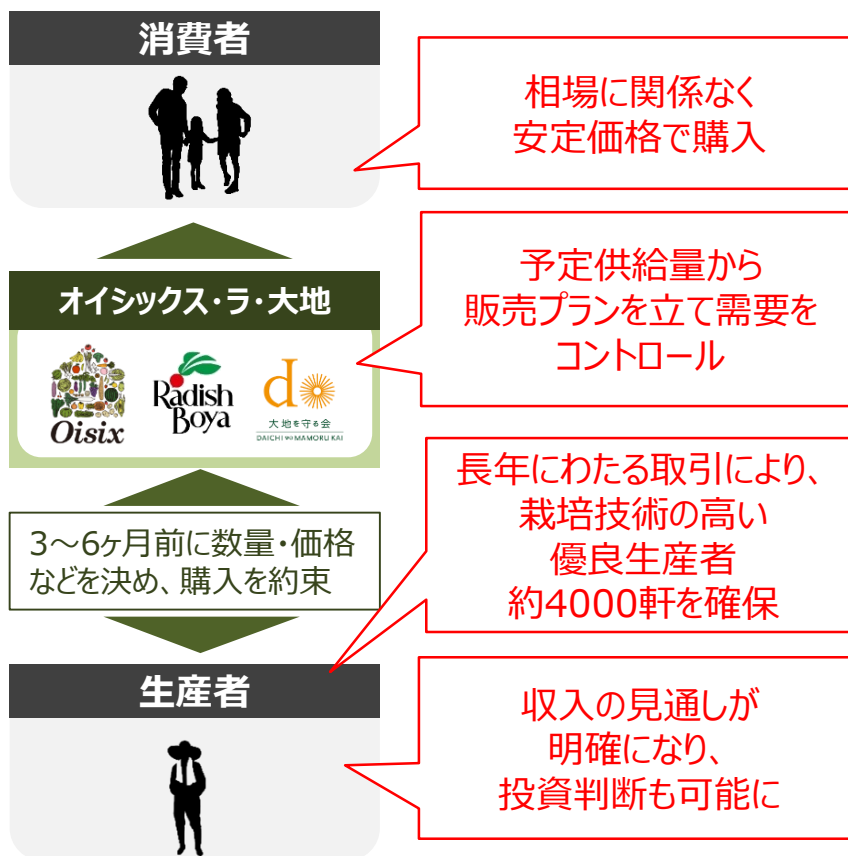 消費者
相場に関係なく
安定価格で購入
オイシックス・ラ・大地
Oisix
Radish
Boya
d
大地を守る会
DAICHI WO MAMORU KAI
予定供給量から
販売プランを立て需要を
コントロール
3~6ヶ月前に数量・価格
などを決め、購入を約束
長年にわたる取引により、
栽培技術の高い
優良生産者
約4000軒を確保
生産者
収入の見通しが
明確になり、
投資判断も可能に